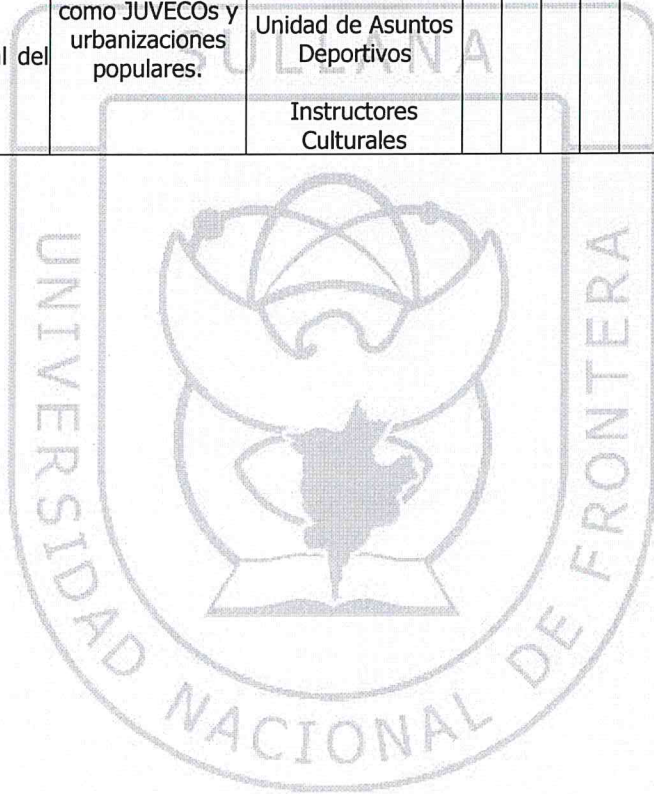 como JUVECOs y
urbanizaciones
populares.
l del
Unidad de Asuntos
Deportivos
Instructores
Culturales
SULLANA
UNIVERSIDAD NACIONAL DE FRONTERA